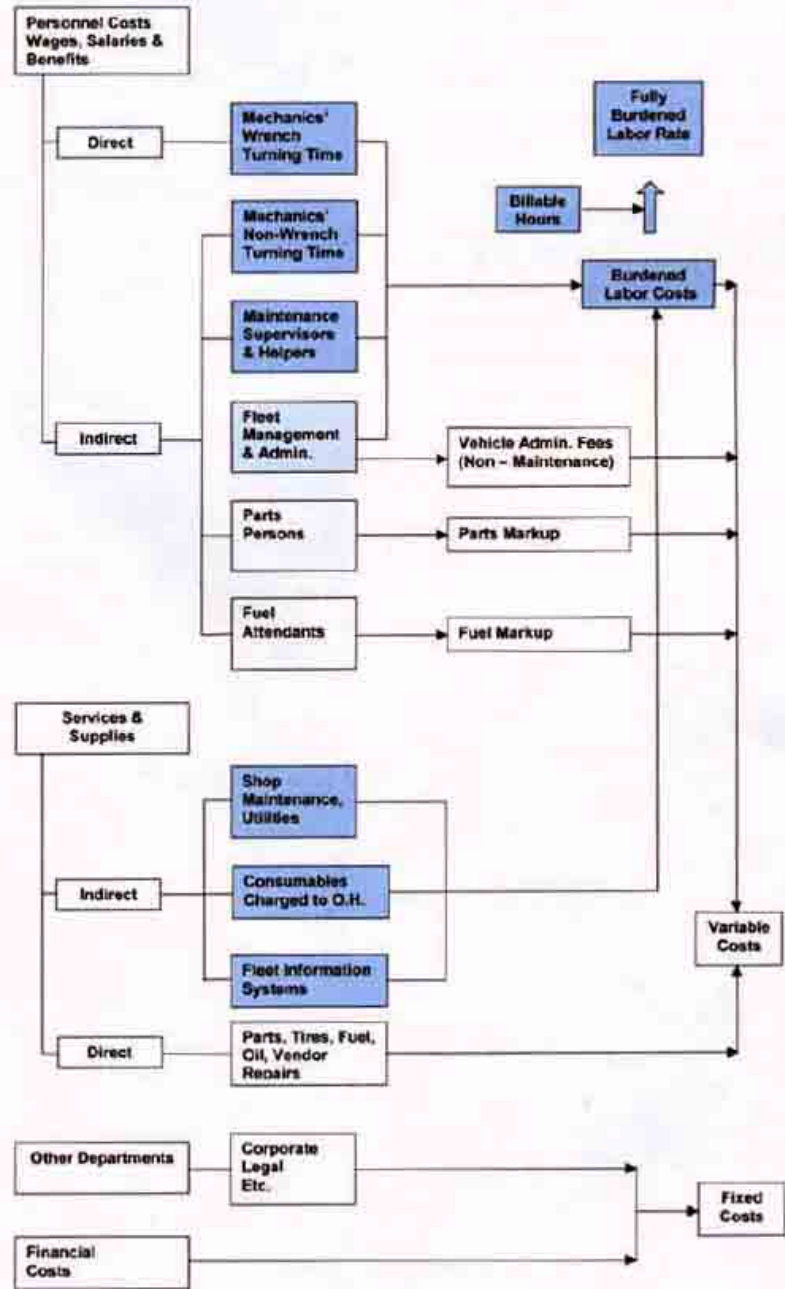 Personnel Costs
Wages, Salaries &
Benefits
Direct
Mechanics'
Wrench
Turning Time
Fully
Burdened
Labor Rate
Billable
Hours
Mechanics'
Non-Wrench
Turning Time
Burdened
Labor Costs
Maintenance
Supervisors
& Helpers
Indirect
Fleet
Management
& Admin.
Vehicle Admin. Fees
(Non – Maintenance)
Parts
Persons
Parts Markup
Fuel
Attendants
Fuel Markup
Services &
Supplies
Shop
Maintenance,
Utilities
Indirect
Consumables
Charged to O.H.
Variable
Costs
Fleet Information
Systems
Direct
Parts, Tires, Fuel,
Oil, Vendor
Repairs
Other Departments
Corporate
Legal
Etc.
Fixed
Costs
Financial
Costs